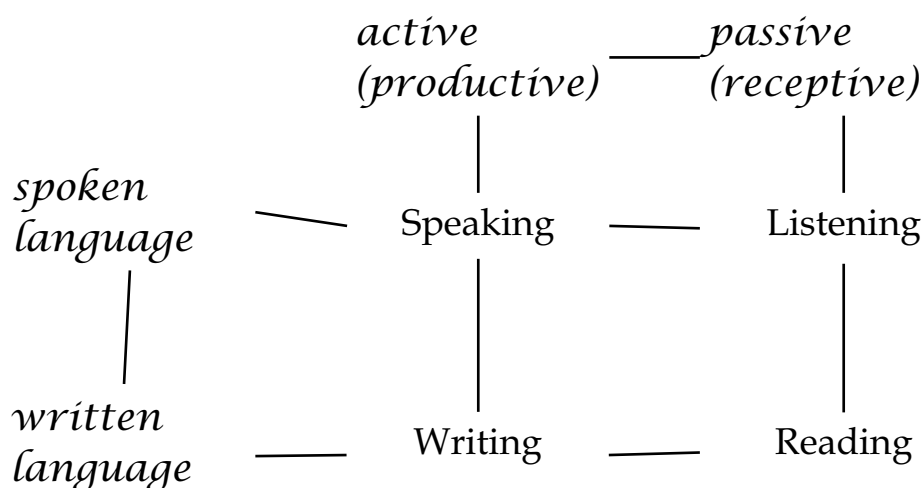 active
(productive)
passive
(receptive)
spoken
language
Speaking
Listening
written
language
Writing
Reading